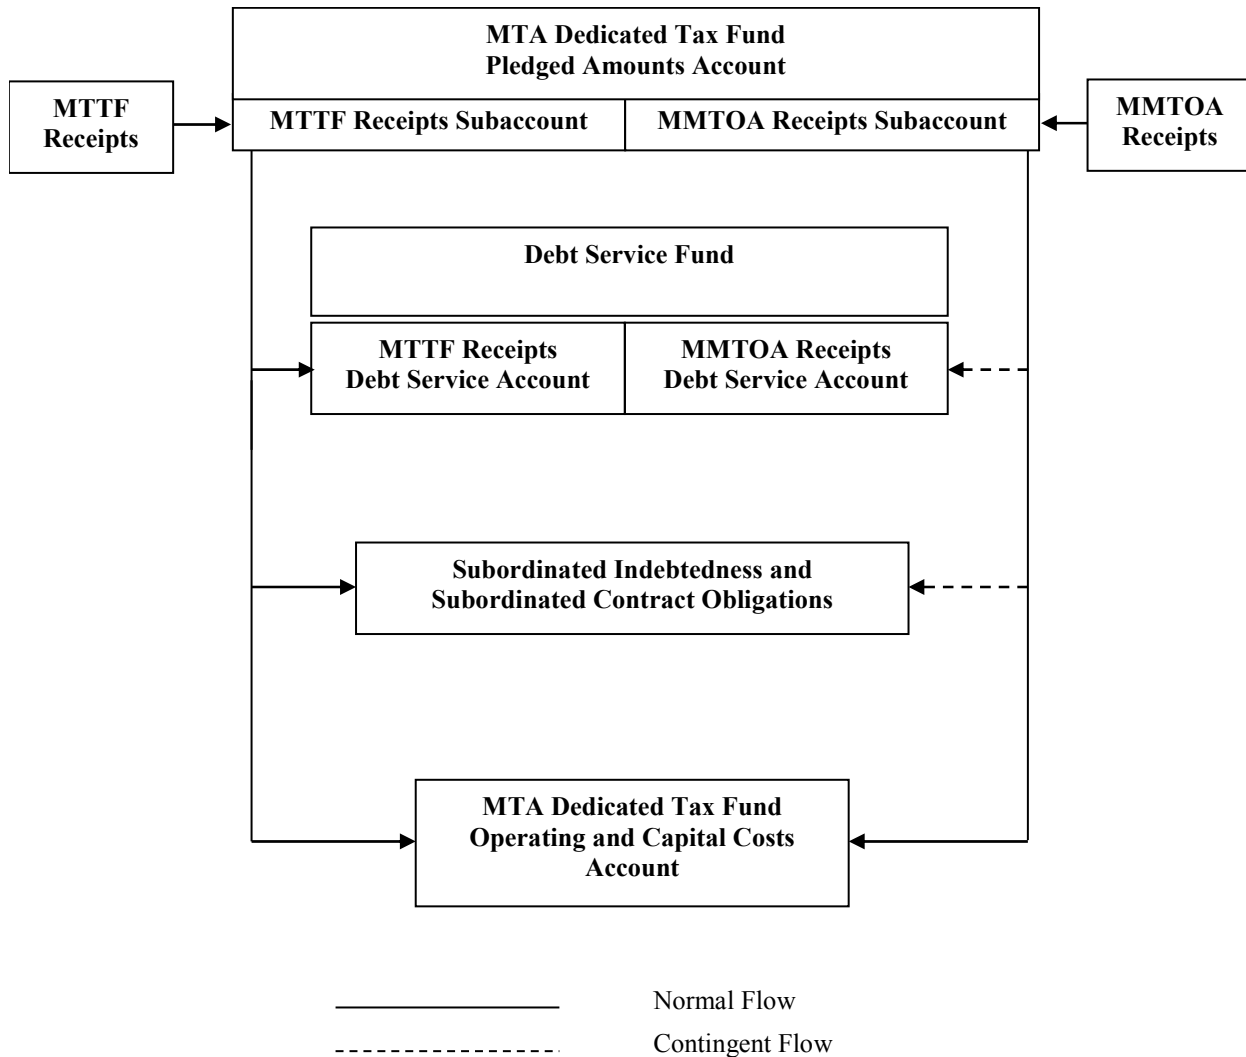 MTA Dedicated Tax Fund
Pledged Amounts Account
MTTF
Receipts
MTTF Receipts Subaccount
MMTOA Receipts Subaccount
MMTOA
Receipts
Debt Service Fund
MTTF Receipts
Debt Service Account
MMTOA Receipts
Debt Service Account
Subordinated Indebtedness and
Subordinated Contract Obligations
MTA Dedicated Tax Fund
Operating and Capital Costs
Account
Normal Flow
Contingent Flow